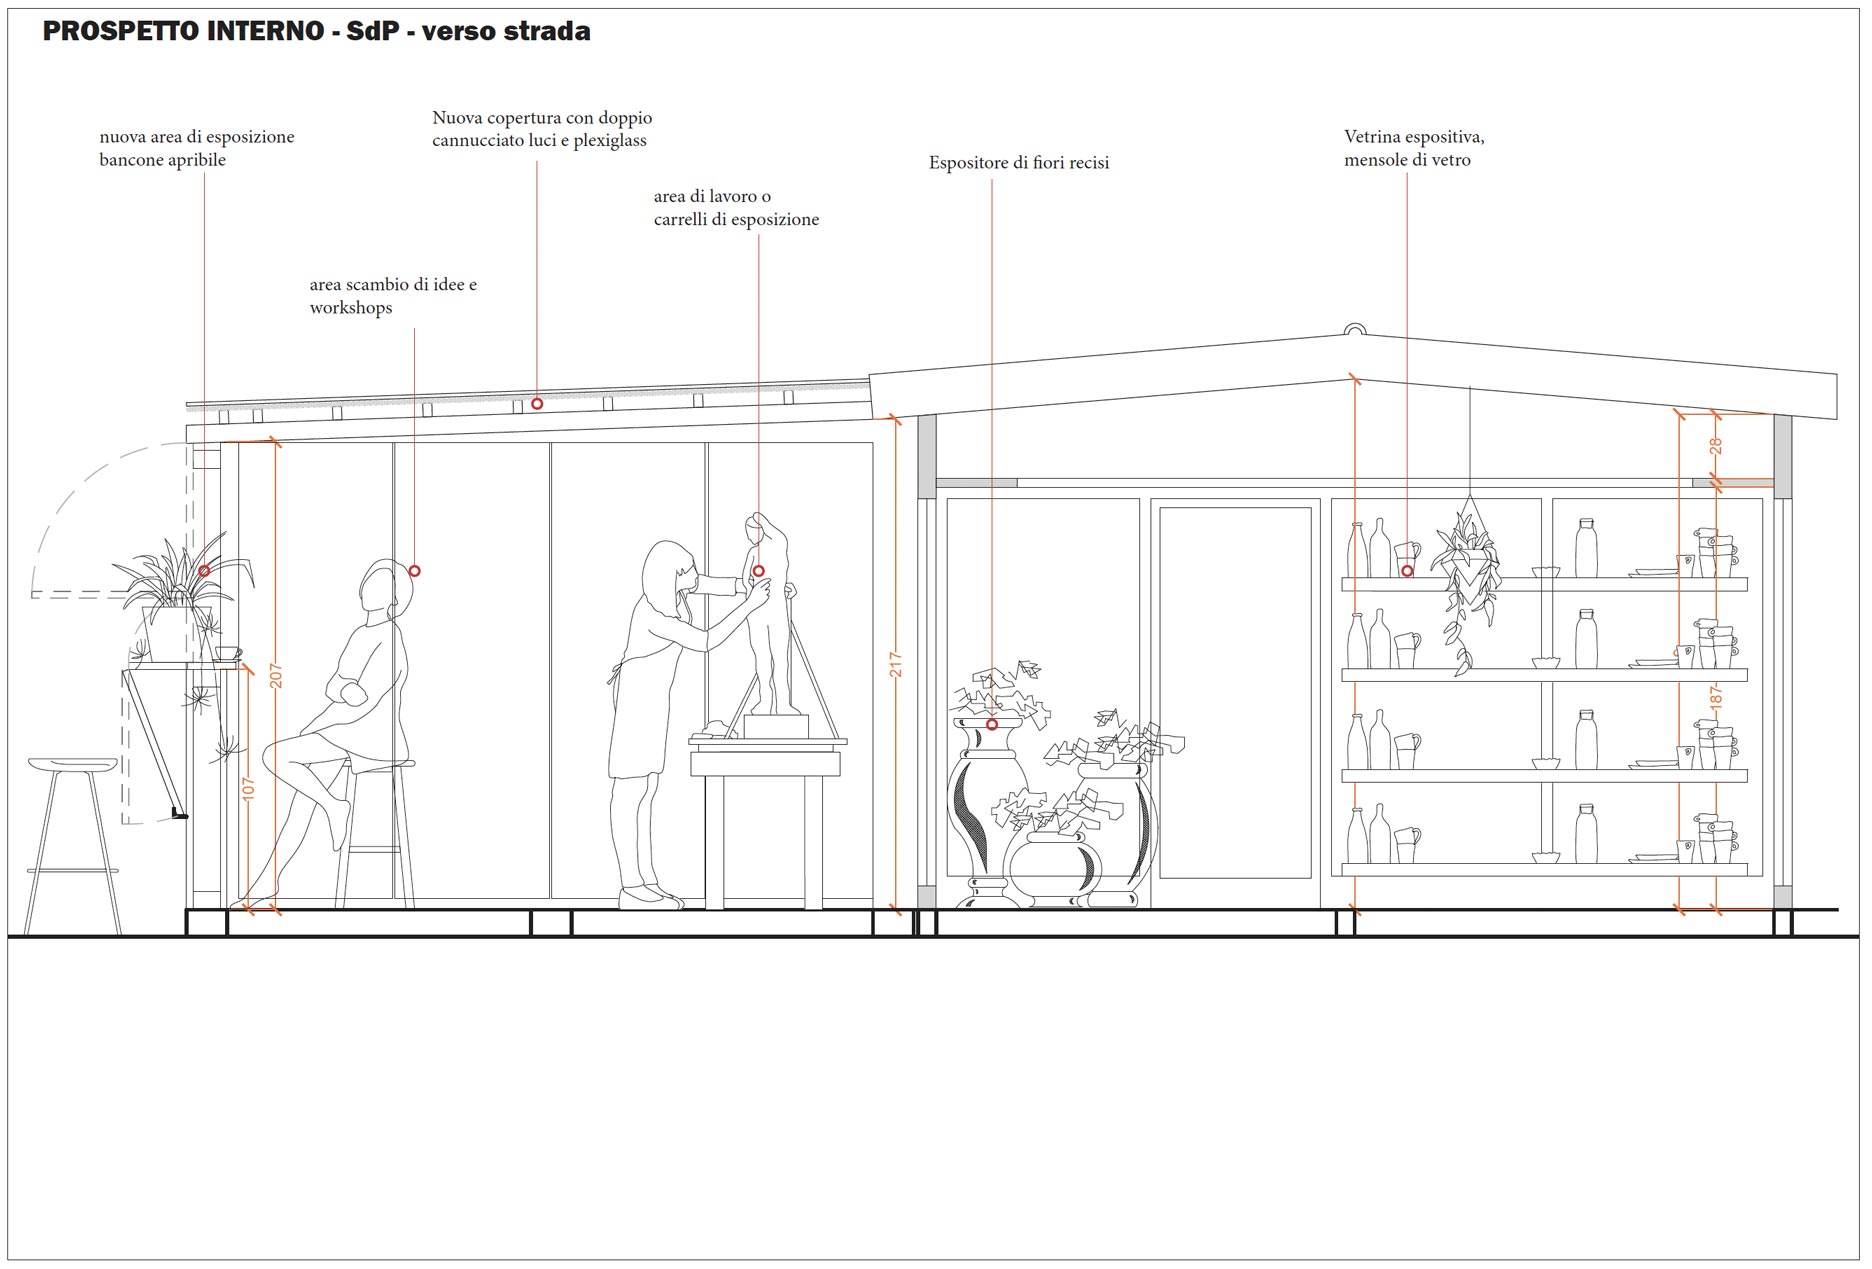 PROSPETTO INTERNO - SdP - verso strada
nuova area di esposizione
bancone apribile
Nuova copertura con doppio
cannucciato luci e plexiglass
area di lavoro o
carrelli di esposizione
area scambio di idee e
workshops
Espositore di fiori recisi
Vetrina espositiva,
mensole di vetro
207
107
217
28
187